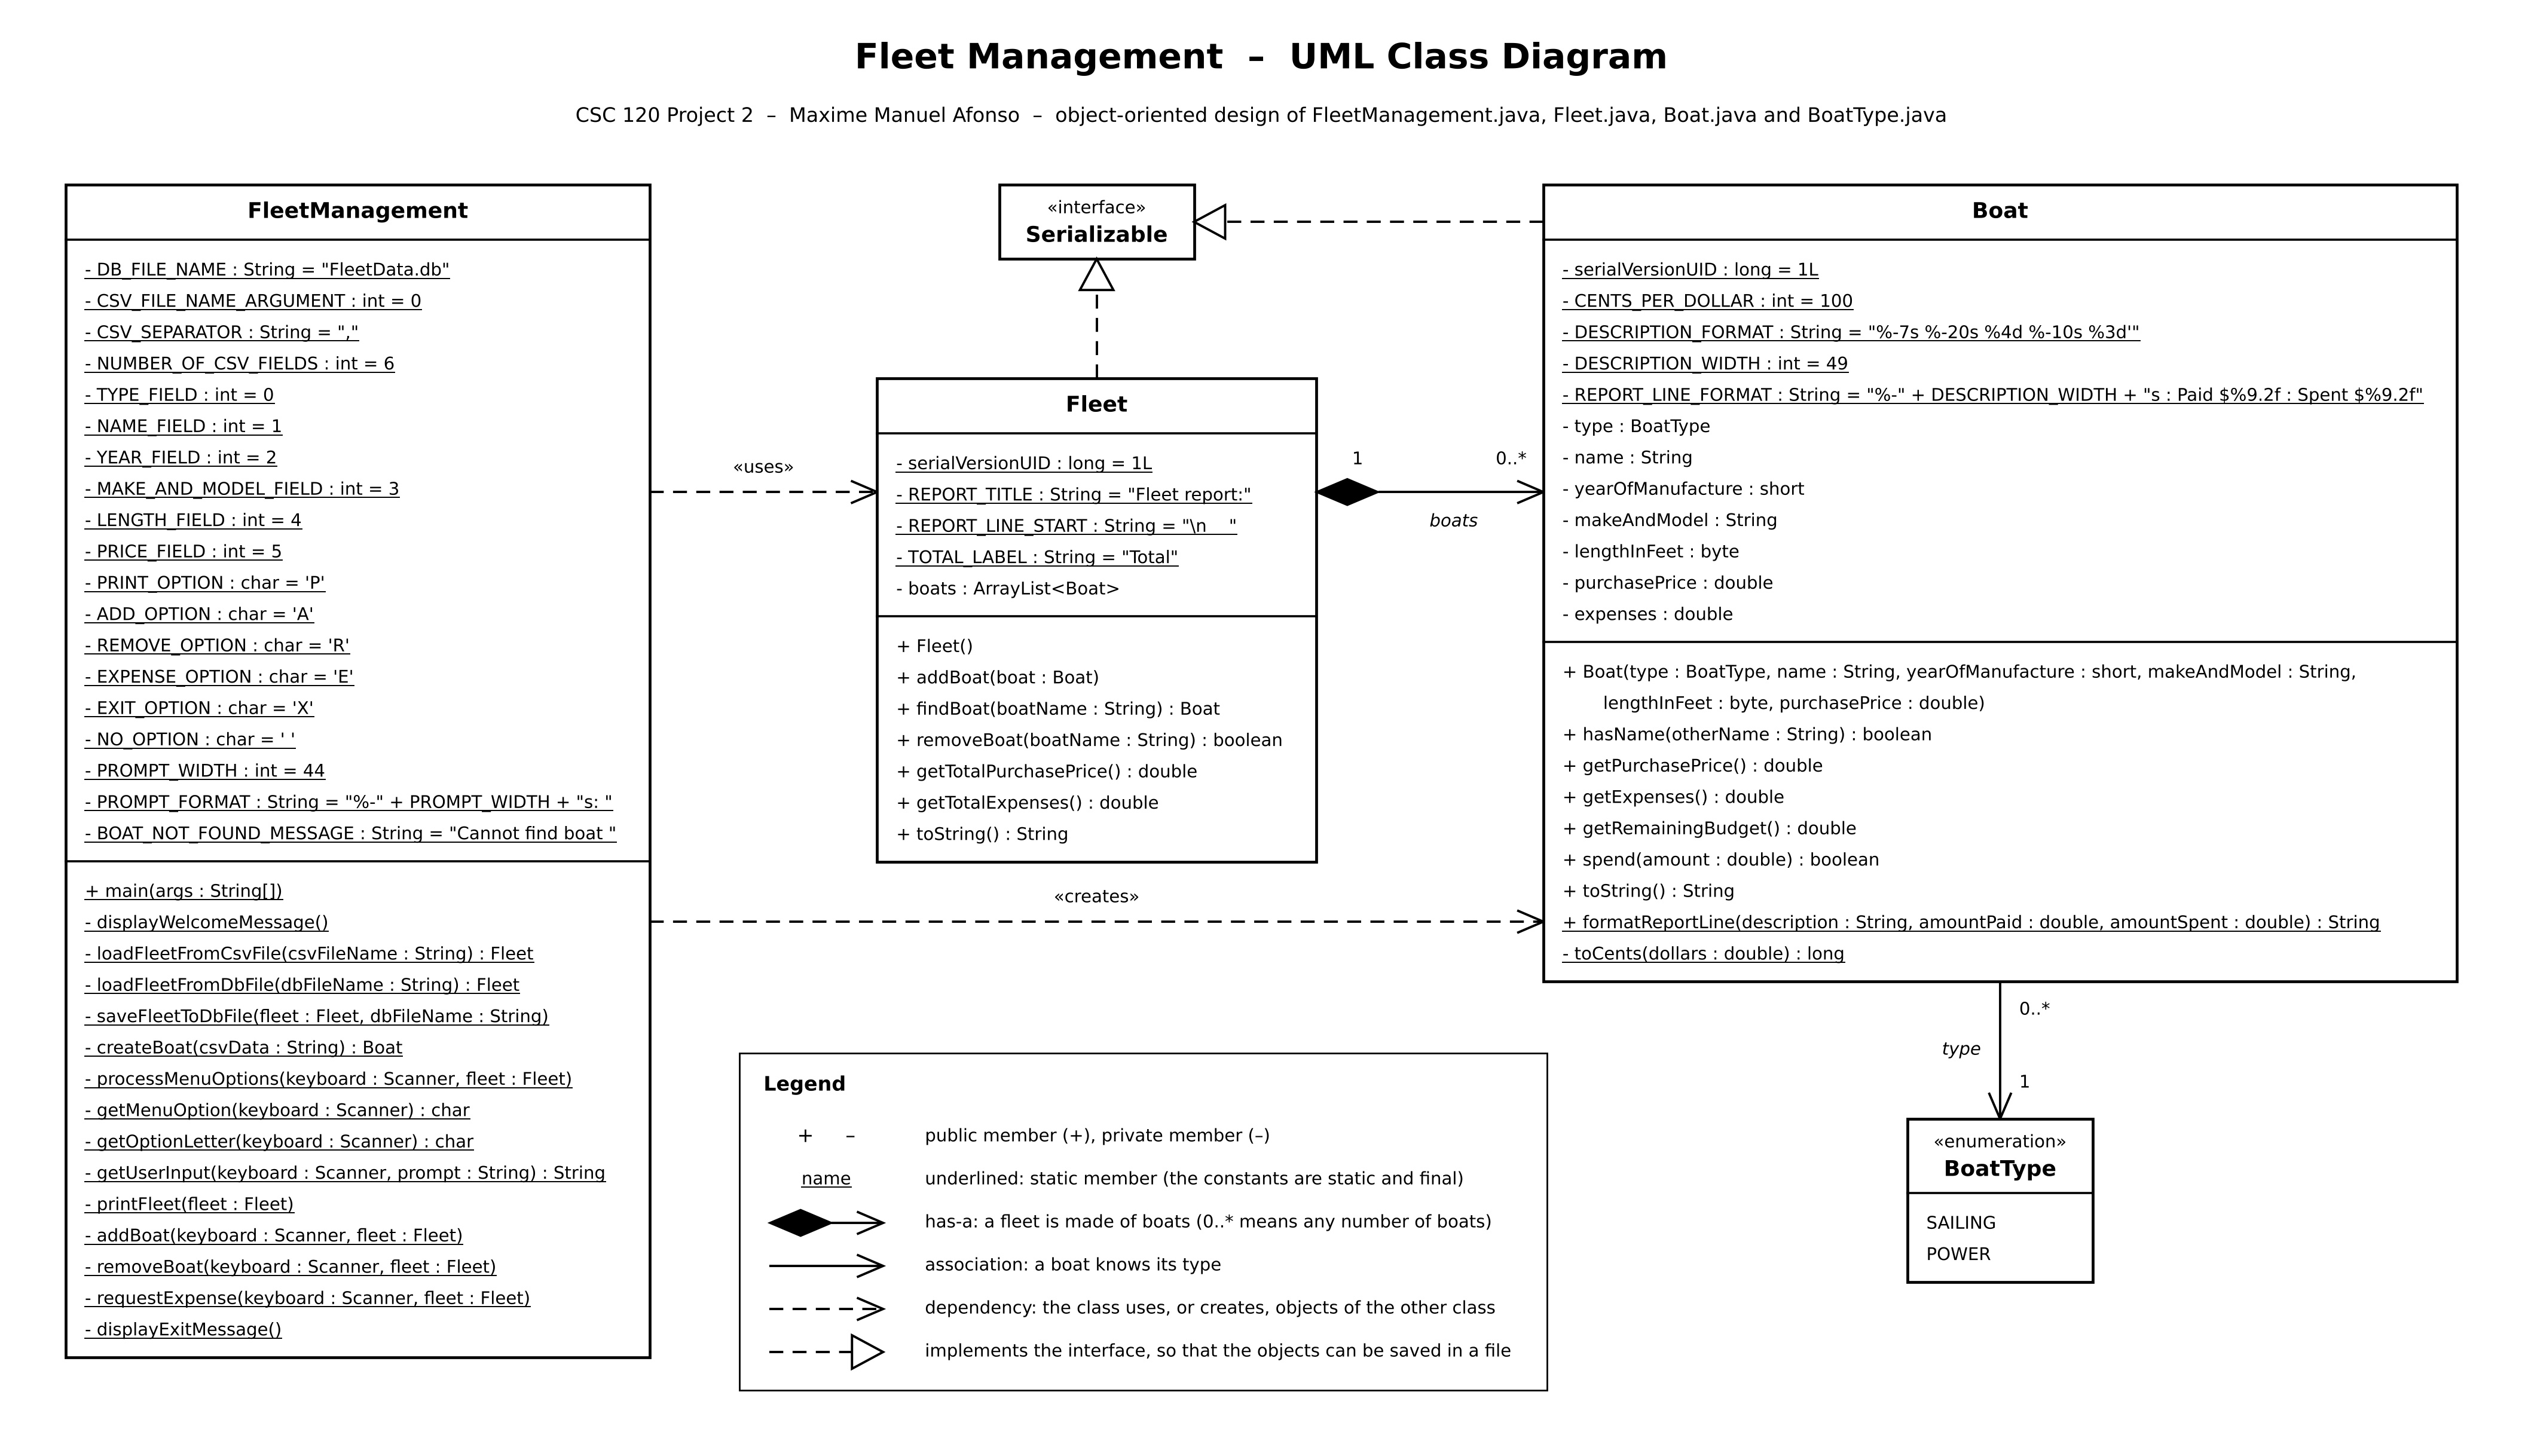 Fleet Management – UML Class Diagram
CSC 120 Project 2 – Maxime Manuel Afonso – object-oriented design of FleetManagement.java, Fleet.java, Boat.java and BoatType.java
FleetManagement
- DB_FILE_NAME : String = "FleetData.db"
- CSV_FILE_NAME_ARGUMENT : int = 0
- CSV_SEPARATOR : String = ","
- NUMBER_OF_CSV_FIELDS : int = 6
- TYPE_FIELD : int = 0
- NAME_FIELD : int = 1
- YEAR_FIELD : int = 2
- MAKE_AND_MODEL_FIELD : int = 3
- LENGTH_FIELD : int = 4
- PRICE_FIELD : int = 5
- PRINT_OPTION : char = 'P'
- ADD_OPTION : char = 'A'
- REMOVE_OPTION : char = 'R'
- EXPENSE_OPTION : char = 'E'
- EXIT_OPTION : char = 'X'
- NO_OPTION : char = ' '
- PROMPT_WIDTH : int = 44
- PROMPT_FORMAT : String = "%-" + PROMPT_WIDTH + "s: "
- BOAT_NOT_FOUND_MESSAGE : String = "Cannot find boat "
+ main(args : String[])
- displayWelcomeMessage()
- loadFleetFromCsvFile(csvFileName : String) : Fleet
- loadFleetFromDbFile(dbFileName : String) : Fleet
- saveFleetToDbFile(fleet : Fleet, dbFileName : String)
- createBoat(csvData : String) : Boat
- processMenuOptions(keyboard : Scanner, fleet : Fleet)
- getMenuOption(keyboard : Scanner) : char
- getOptionLetter(keyboard : Scanner) : char
- getUserInput(keyboard : Scanner, prompt : String) : String
- printFleet(fleet : Fleet)
- addBoat(keyboard : Scanner, fleet : Fleet)
- removeBoat(keyboard : Scanner, fleet : Fleet)
- requestExpense(keyboard : Scanner, fleet : Fleet)
- displayExitMessage()
«uses»
«creates»
«interface»
Serializable
Fleet
- serialVersionUID : long = 1L
- REPORT_TITLE : String = "Fleet report:"
- REPORT_LINE_START : String = "\n    "
- TOTAL_LABEL : String = "Total"
- boats : ArrayList<Boat>
+ Fleet()
+ addBoat(boat : Boat)
+ findBoat(boatName : String) : Boat
+ removeBoat(boatName : String) : boolean
+ getTotalPurchasePrice() : double
+ getTotalExpenses() : double
+ toString() : String
1
0..*
boats
Boat
- serialVersionUID : long = 1L
- CENTS_PER_DOLLAR : int = 100
- DESCRIPTION_FORMAT : String = "%-7s %-20s %4d %-10s %3d'"
- DESCRIPTION_WIDTH : int = 49
- REPORT_LINE_FORMAT : String = "%-" + DESCRIPTION_WIDTH + "s : Paid $%9.2f : Spent $%9.2f"
- type : BoatType
- name : String
- yearOfManufacture : short
- makeAndModel : String
- lengthInFeet : byte
- purchasePrice : double
- expenses : double
+ Boat(type : BoatType, name : String, yearOfManufacture : short, makeAndModel : String,
lengthInFeet : byte, purchasePrice : double)
+ hasName(otherName : String) : boolean
+ getPurchasePrice() : double
+ getExpenses() : double
+ getRemainingBudget() : double
+ spend(amount : double) : boolean
+ toString() : String
+ formatReportLine(description : String, amountPaid : double, amountSpent : double) : String
- toCents(dollars : double) : long
0..*
type
1
«enumeration»
BoatType
SAILING
POWER
Legend
+ – public member (+), private member (–)
name underlined: static member (the constants are static and final)
has-a: a fleet is made of boats (0..* means any number of boats)
association: a boat knows its type
dependency: the class uses, or creates, objects of the other class
implements the interface, so that the objects can be saved in a file